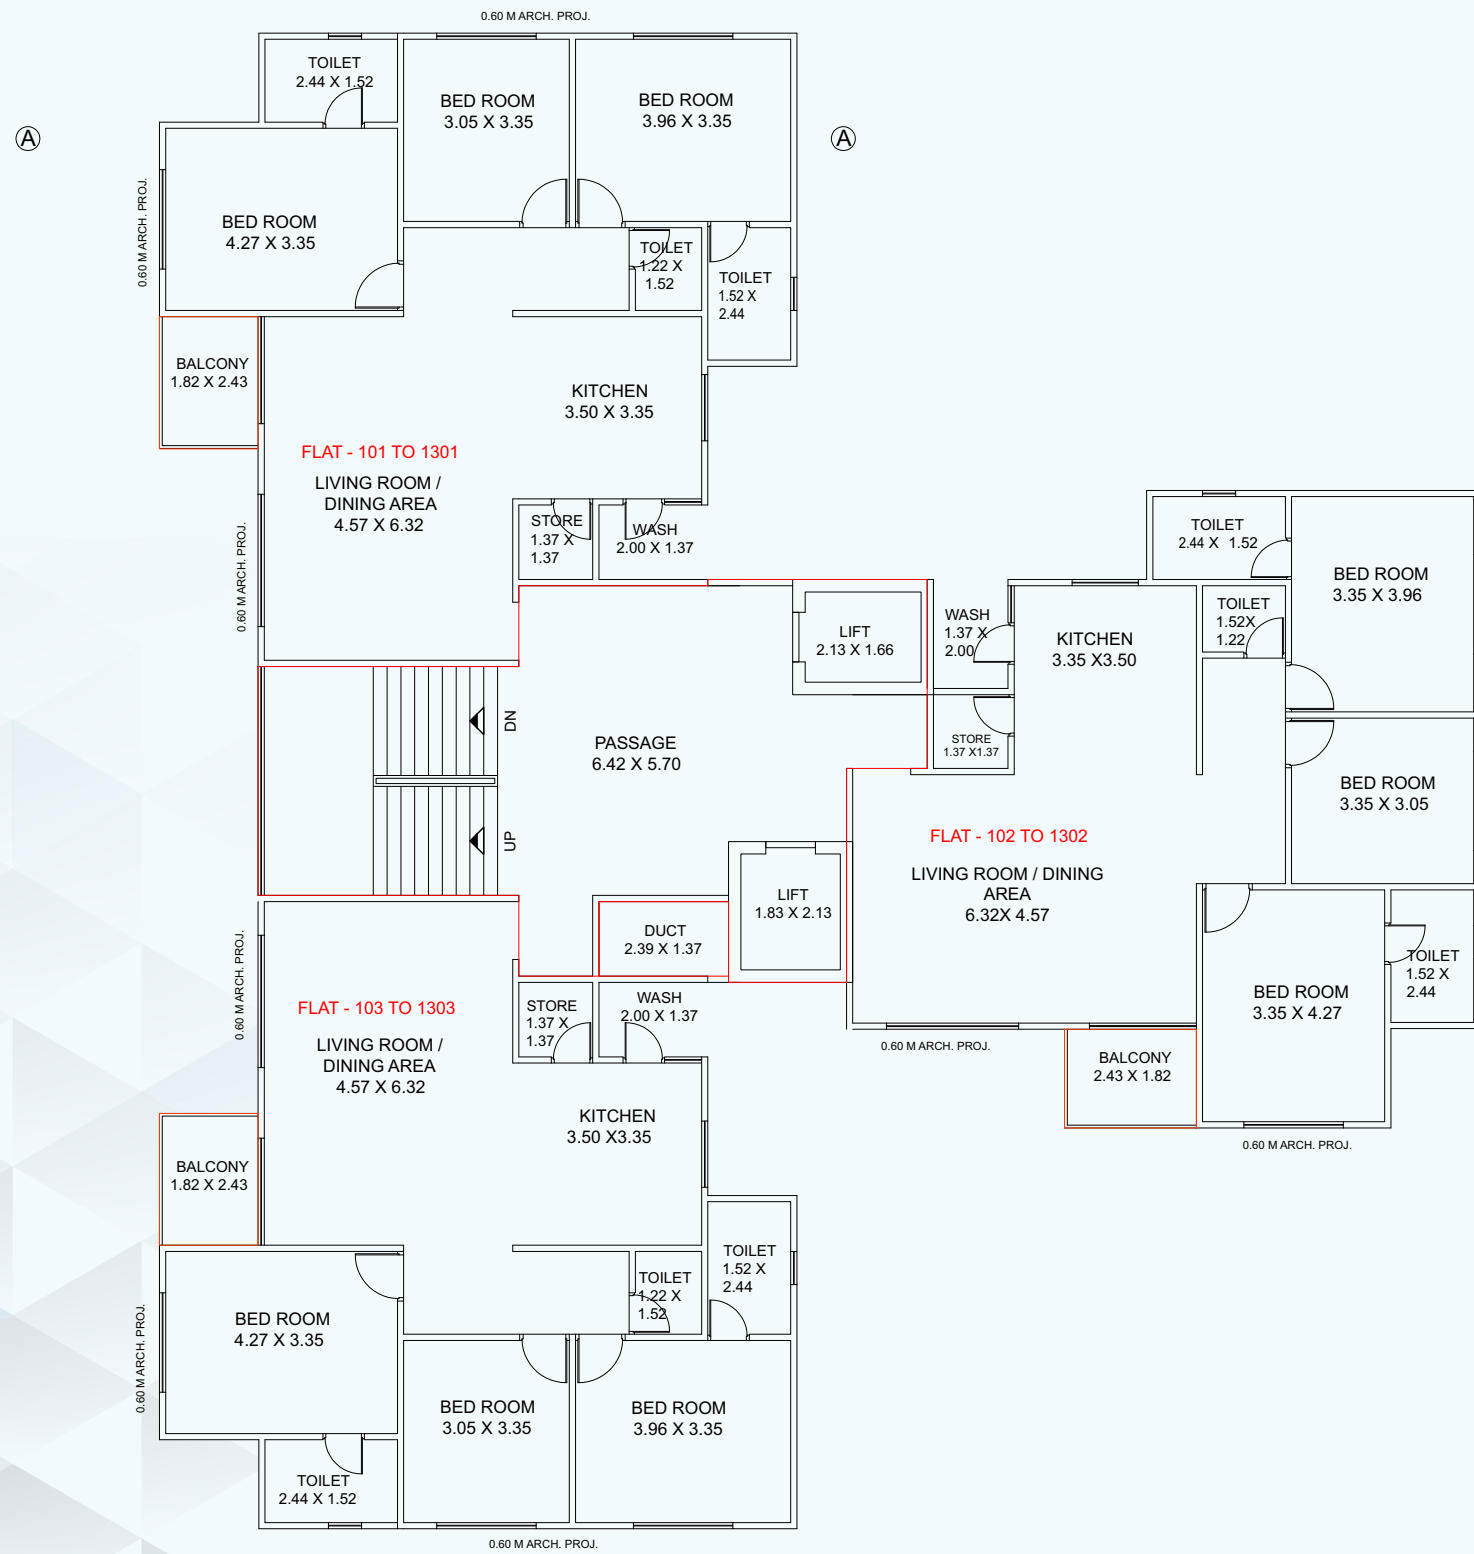 0.60 M ARCH. PROJ.
TOILET
2.44 X 1.52
BED ROOM
3.05 X 3.35
BED ROOM
3.96 X 3.35
A
A
0.60 M ARCH. PROJ.
BED ROOM
4.27 X 3.35
TOILET
1.22 X
1.52
TOILET
1.52 X
2.44
BALCONY
1.82 X 2.43
KITCHEN
3.50 X 3.35
FLAT - 101 TO 1301
LIVING ROOM /
DINING AREA
4.57 X 6.32
0.60 M ARCH. PROJ.
STORE
1.37 X
1.37
WASH
2.00 X 1.37
LIFT
2.13 X 1.66
WASH
1.37 X
2.00
KITCHEN
3.35 X3.50
TOILET
2.44 X 1.52
TOILET
1.52X
1.22
BED ROOM
3.35 X 3.96
DN
PASSAGE
6.42 X 5.70
STORE
1.37 X1.37
BED ROOM
3.35 X 3.05
UP
FLAT - 102 TO 1302
LIVING ROOM / DINING
AREA
6.32X 4.57
LIFT
1.83 X 2.13
DUCT
2.39 X 1.37
TOILET
1.52 X
2.44
BED ROOM
3.35 X 4.27
0.60 M ARCH. PROJ.
BALCONY
2.43 X 1.82
0.60 M ARCH. PROJ.
0.60 M ARCH. PROJ.
FLAT - 103 TO 1303
LIVING ROOM /
DINING AREA
4.57 X 6.32
STORE
1.37 X
1.37
WASH
2.00 X 1.37
KITCHEN
3.50 X3.35
BALCONY
1.82 X 2.43
TOILET
1.52 X
2.44
TOILET
1.22 X
1.52
0.60 M ARCH. PROJ.
BED ROOM
4.27 X 3.35
BED ROOM
3.05 X 3.35
BED ROOM
3.96 X 3.35
TOILET
2.44 X 1.52
0.60 M ARCH. PROJ.